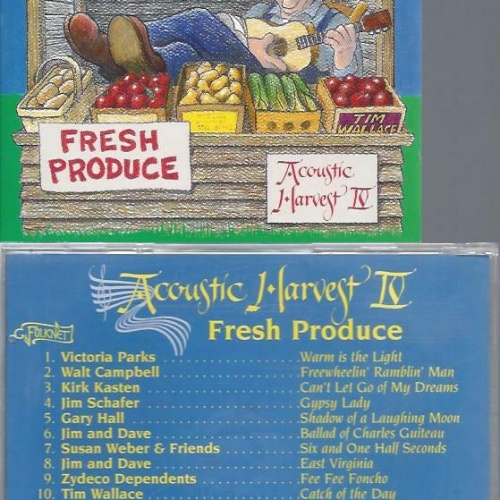 TIM
WALLACE
FRESH
PRODUCE
Acoustic
Harvest IV
Acoustic Harvest IV
FOLKNET
Fresh Produce
1. Victoria Parks ........ Warm is the Light
2. Walt Campbell ........ Freewheelin' Ramblin' Man
3. Kirk Kasten ........ Can't Let Go of My Dreams
4. Jim Schafer ........ Gypsy Lady
5. Gary Hall ........ Shadow of a Laughing Moon
6. Jim and Dave ........ Ballad of Charles Guiteau
7. Susan Weber & Friends ........ Six and One Half Seconds
8. Jim and Dave ........ East Virginia
9. Zydeco Dependents ........ Fee Fee Foncho
10. Tim Wallace ........ Catch of the Day